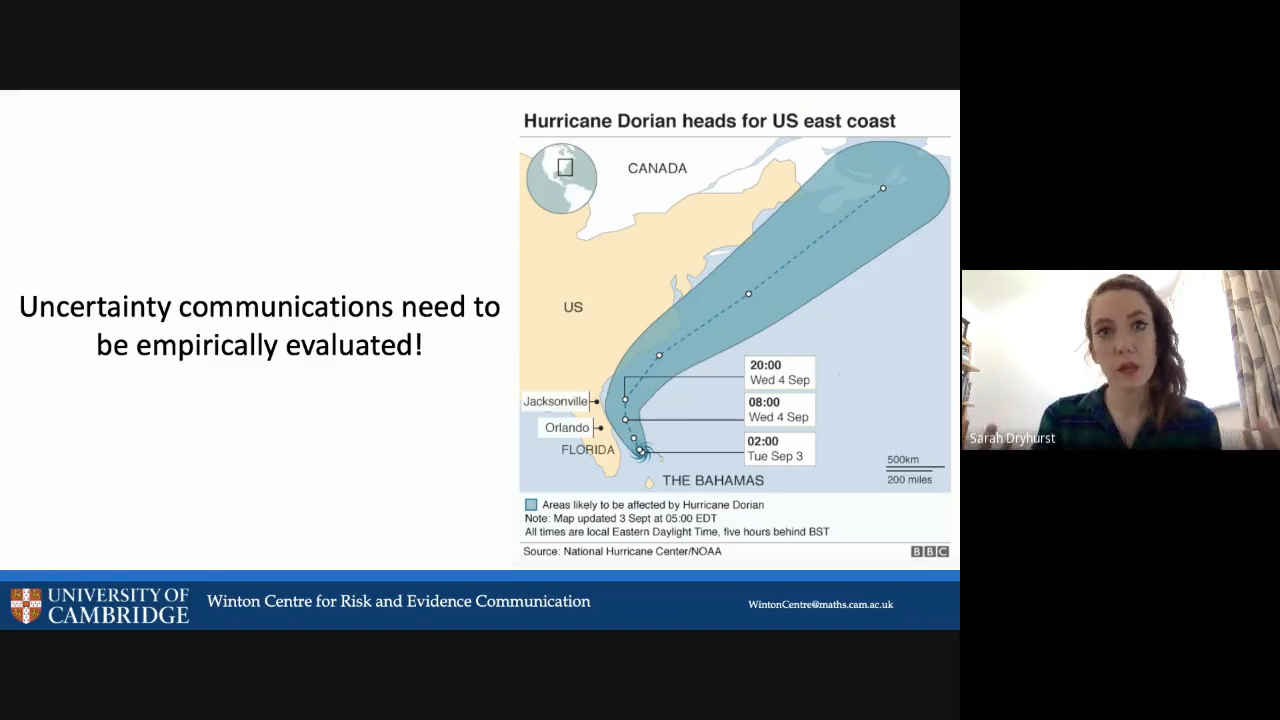 Uncertainty communications need to
be empirically evaluated!
Hurricane Dorian heads for US east coast
CANADA
US
Jacksonville
Orlando
FLORIDA
THE BAHAMAS
20:00
Wed 4 Sep
08:00
Wed 4 Sep
02:00
Tue Sep 3
500km
200 miles
Areas likely to be affected by Hurricane Dorian
Note: Map updated 3 Sept at 05:00 EDT
All times are local Eastern Daylight Time, five hours behind BST
Source: National Hurricane Center/NOAA
BBC
UNIVERSITY OF
CAMBRIDGE
Winton Centre for Risk and Evidence Communication
WintonCentre@maths.cam.ac.uk
Sarah Dryhurst